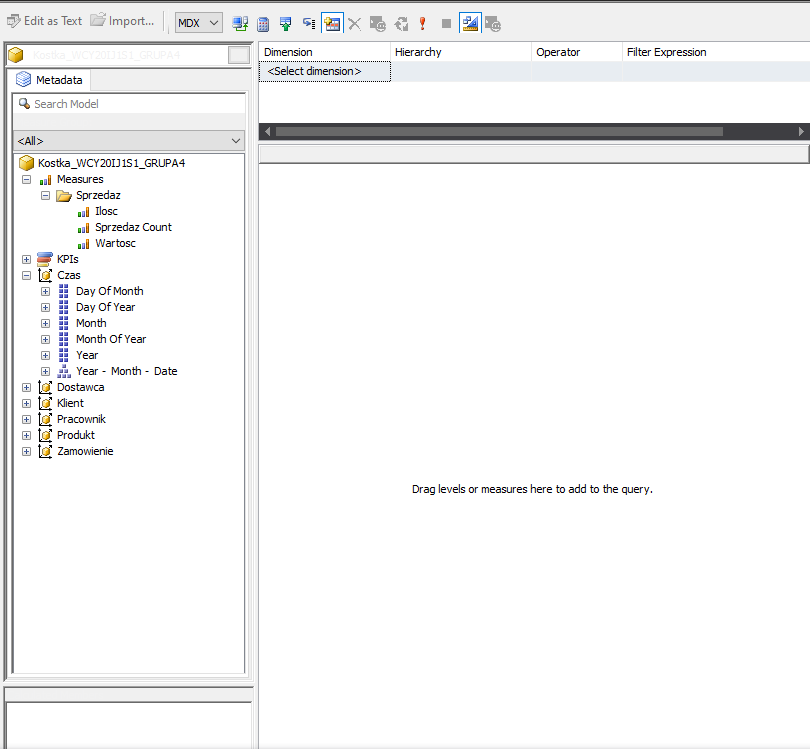 Edit as Text Import... MDX
Kostka_WCY20IJ1S1_GRUPA4
Metadata
Search Model
<All>
Kostka_WCY20IJ1S1_GRUPA4
Measures
Sprzedaz
Ilosc
Sprzedaz Count
Wartosc
KPIs
Czas
Day Of Month
Day Of Year
Month
Month Of Year
Year
Year - Month - Date
Dostawca
Klient
Pracownik
Produkt
Zamowienie
Dimension Hierarchy Operator Filter Expression
<Select dimension>
Drag levels or measures here to add to the query.